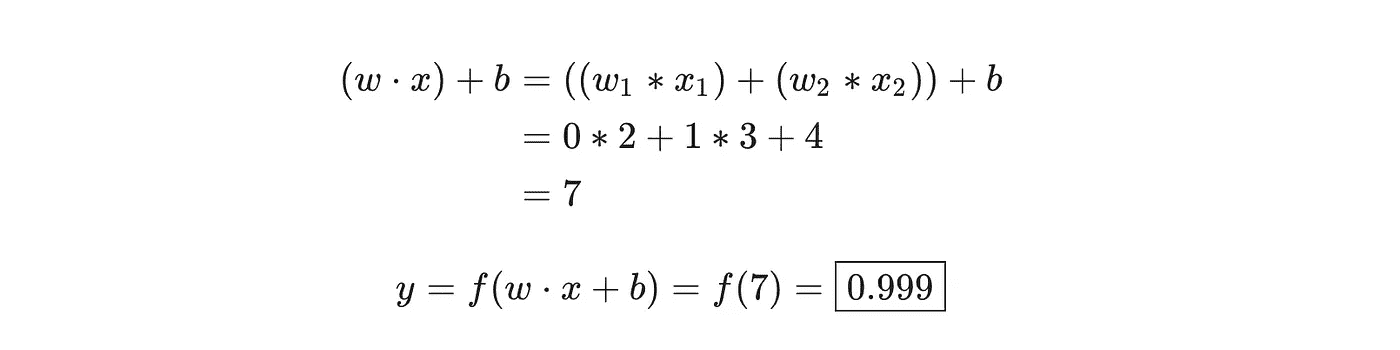 (w · x) + b = ((w₁ * x₁) + (w₂ * x₂)) + b
= 0 * 2 + 1 * 3 + 4
= 7
y = f(w · x + b) = f(7) = 0.999